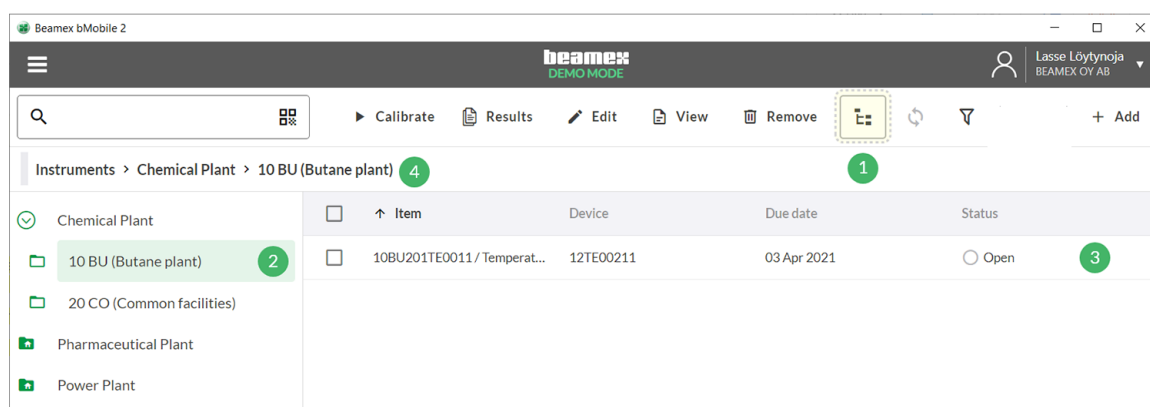 Beamex bMobile 2
beamex
DEMO MODE
Lasse Löytynoja
BEAMEX OY AB
Calibrate Results Edit View Remove + Add
1
Instruments > Chemical Plant > 10 BU (Butane plant) 4
Chemical Plant
Item Device Due date Status
10 BU (Butane plant) 2
10BU201TE0011 / Temperat... 12TE00211 03 Apr 2021 Open 3
20 CO (Common facilities)
Pharmaceutical Plant
Power Plant